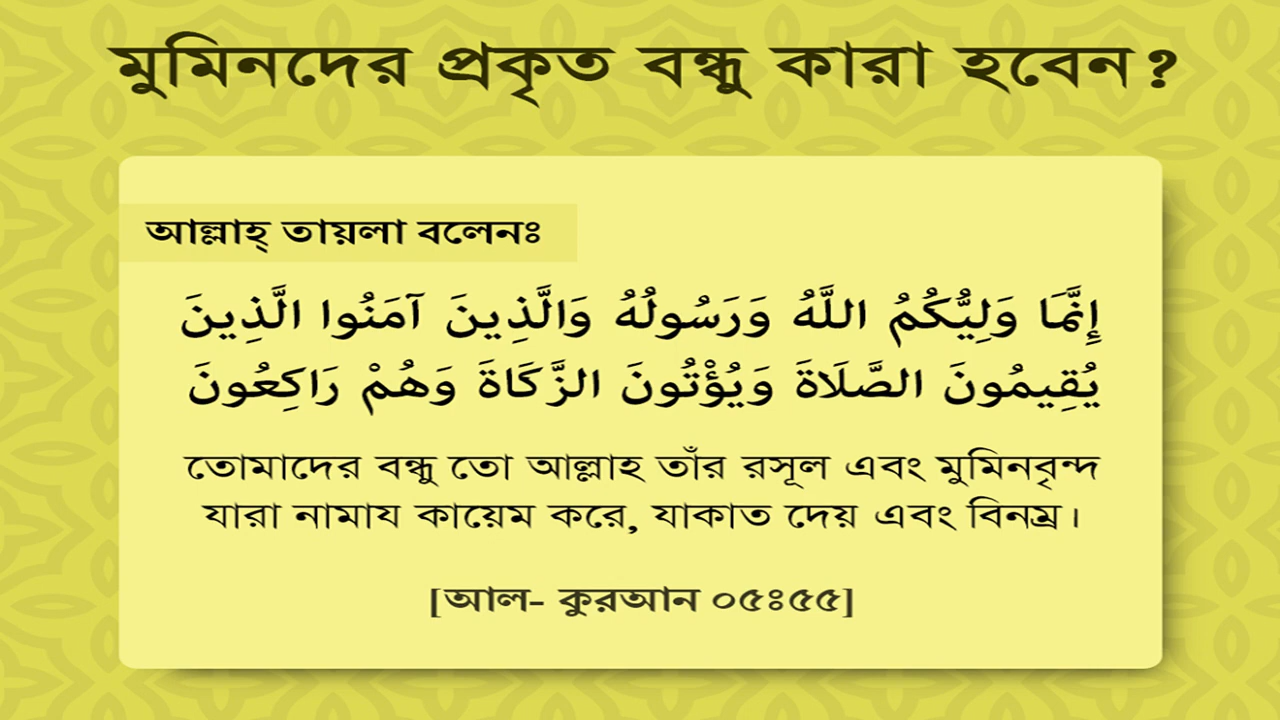 মুমিনদের প্রকৃত বন্ধু কারা হবেন?
আল্লাহ্ তায়লা বলেনঃ
إِنَّمَا وَلِيُّكُمُ اللَّهُ وَرَسُولُهُ وَالَّذِينَ آمَنُوا الَّذِينَ
يُقِيمُونَ الصَّلَاةَ وَيُؤْتُونَ الزَّكَاةَ وَهُمْ رَاكِعُونَ
তোমাদের বন্ধু তো আল্লাহ তাঁর রসূল এবং মুমিনবৃন্দ
যারা নামায কায়েম করে, যাকাত দেয় এবং বিনম্র।
[আল- কুরআন ০৫ঃ৫৫]